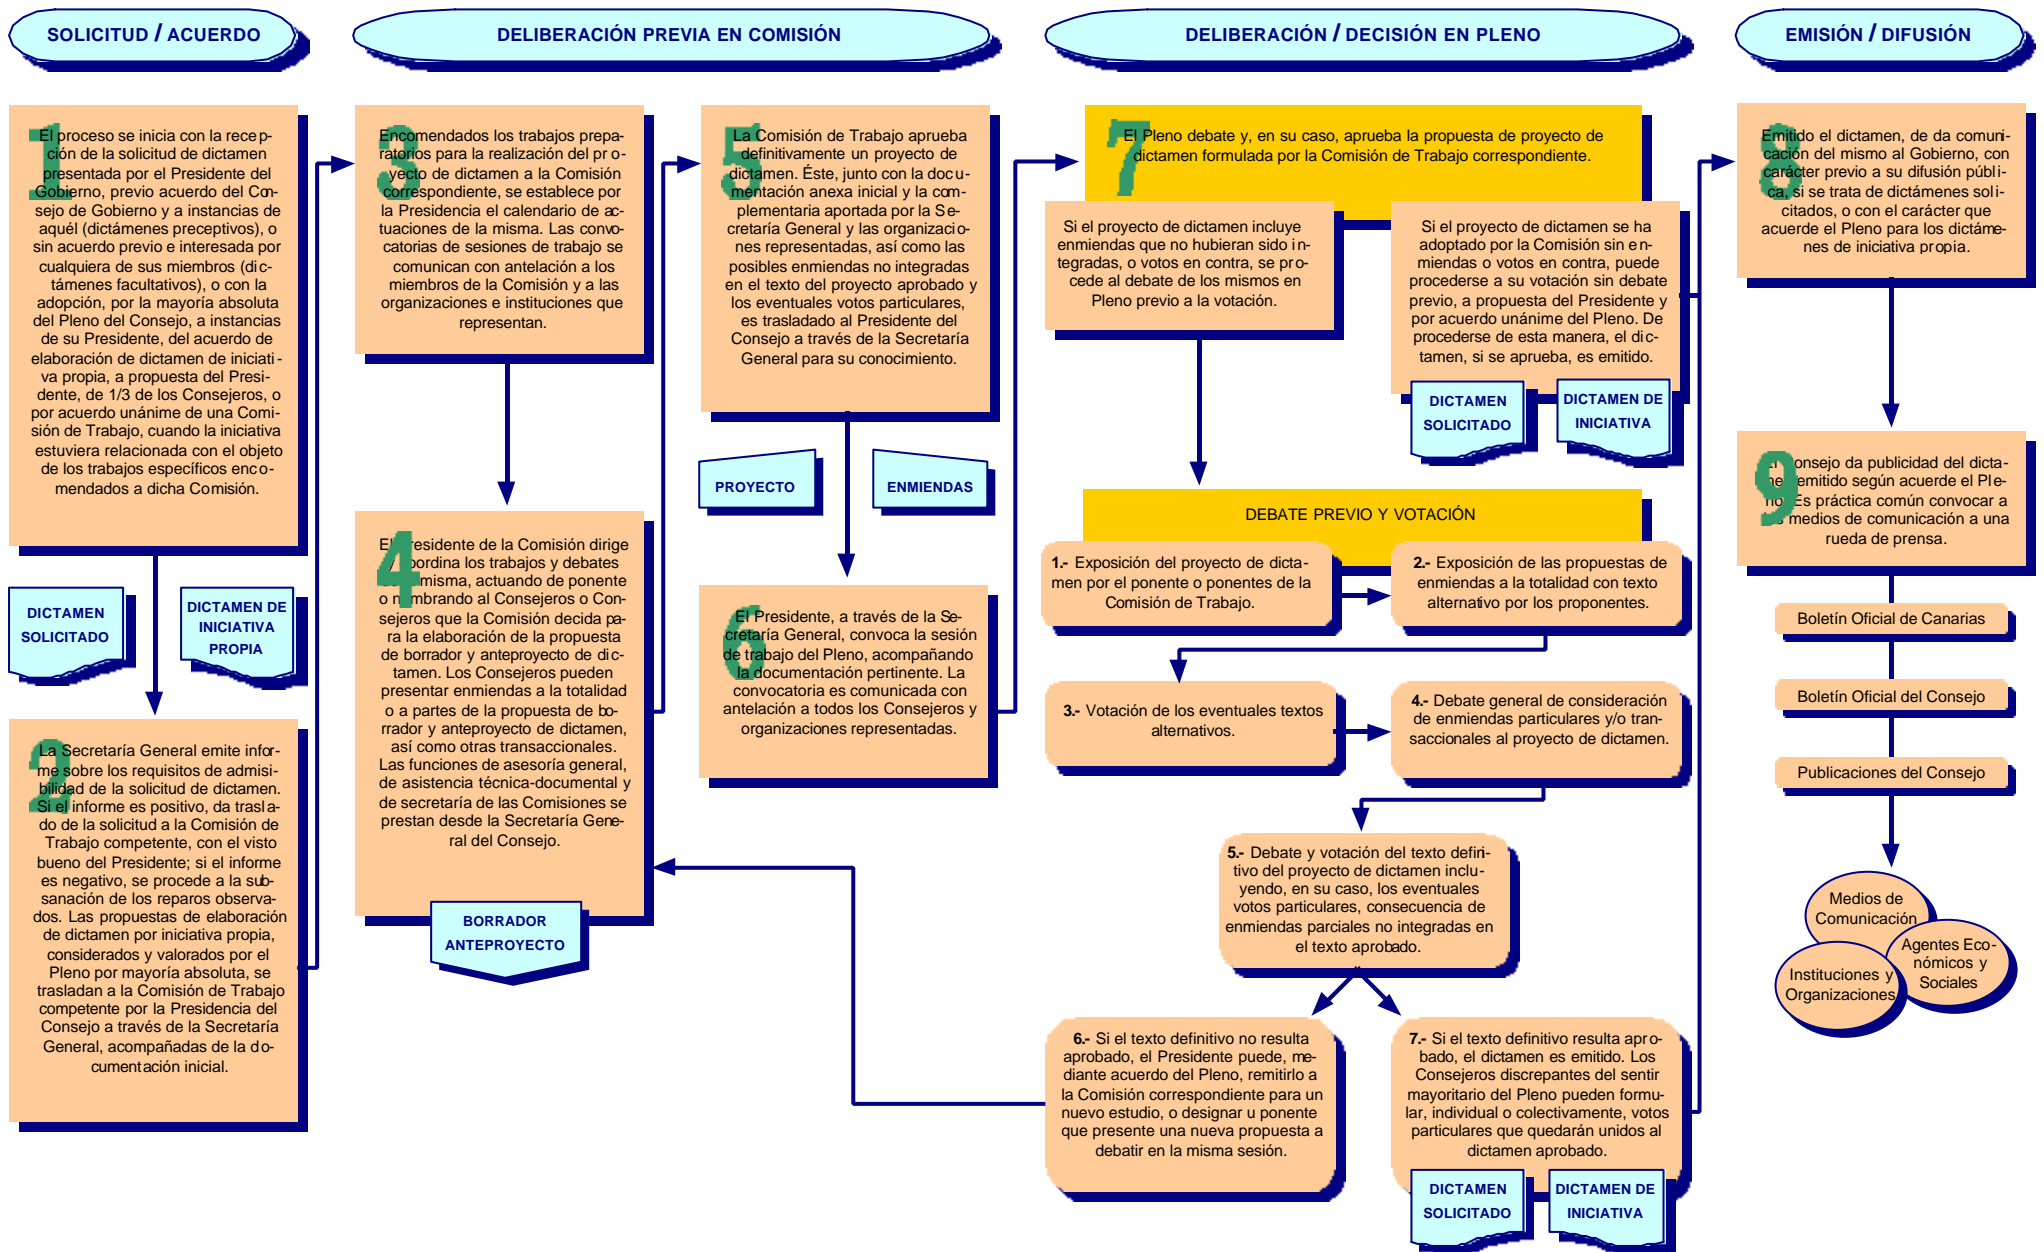 SOLICITUD / ACUERDO
DELIBERACIÓN PREVIA EN COMISIÓN
DELIBERACIÓN / DECISIÓN EN PLENO
EMISIÓN / DIFUSIÓN
1
El proceso se inicia con la recep-
ción de la solicitud de dictamen
presentada por el Presidente del
Gobierno, previo acuerdo del Con-
sejo de Gobierno y a instancias de
aquél (dictámenes preceptivos), o
sin acuerdo previo e interesada por
cualquiera de sus miembros (dic-
támenes facultativos), o con la
adopción, por la mayoría absoluta
del Pleno del Consejo, a instancias
de su Presidente, del acuerdo de
elaboración de dictamen de iniciati-
va propia, a propuesta del Presi-
dente, de 1/3 de los Consejeros, o
por acuerdo unánime de una Comi-
sión de Trabajo, cuando la iniciativa
estuviera relacionada con el objeto
de los trabajos específicos enco-
mendados a dicha Comisión.
DICTAMEN
SOLICITADO
DICTAMEN DE
INICIATIVA
PROPIA
2
La Secretaría General emite infor-
me sobre los requisitos de admisi-
bilidad de la solicitud de dictamen.
Si el informe es positivo, da trasla-
do de la solicitud a la Comisión de
Trabajo competente, con el visto
bueno del Presidente; si el informe
es negativo, se procede a la sub-
sanación de los reparos observa-
dos. Las propuestas de elaboración
de dictamen por iniciativa propia,
considerados y valorados por el
Pleno por mayoría absoluta, se
trasladan a la Comisión de Trabajo
competente por la Presidencia del
Consejo a través de la Secretaría
General, acompañadas de la do-
cumentación inicial.
3
Encomendados los trabajos prepa-
ratorios para la realización del pro-
yecto de dictamen a la Comisión
correspondiente, se establece por
la Presidencia el calendario de ac-
tuaciones de la misma. Las convo-
catorias de sesiones de trabajo se
comunican con antelación a los
miembros de la Comisión y a las
organizaciones e instituciones que
representan.
4
El Presidente de la Comisión dirige
y coordina los trabajos y debates
de la misma, actuando de ponente
o nombrando al Consejeros o Con-
sejeros que la Comisión decida pa-
ra la elaboración de la propuesta
de borrador y anteproyecto de dic-
tamen. Los Consejeros pueden
presentar enmiendas a la totalidad
o a partes de la propuesta de bo-
rrador y anteproyecto de dictamen,
así como otras transaccionales.
Las funciones de asesoría general,
de asistencia técnica-documental y
de secretaría de las Comisiones se
prestan desde la Secretaría Gene-
ral del Consejo.
BORRADOR
ANTEPROYECTO
5
La Comisión de Trabajo aprueba
definitivamente un proyecto de
dictamen. Éste, junto con la docu-
mentación anexa inicial y la com-
plementaria aportada por la Se-
cretaría General y las organizacio-
nes representadas, así como las
posibles enmiendas no integradas
en el texto del proyecto aprobado y
los eventuales votos particulares,
es trasladado al Presidente del
Consejo a través de la Secretaría
General para su conocimiento.
PROYECTO
ENMIENDAS
6
El Presidente, a través de la Se-
cretaría General, convoca la sesión
de trabajo del Pleno, acompañando
la documentación pertinente. La
convocatoria es comunicada con
antelación a todos los Consejeros y
organizaciones representadas.
7
El Pleno debate y, en su caso, aprueba la propuesta de proyecto de
dictamen formulada por la Comisión de Trabajo correspondiente.
Si el proyecto de dictamen incluye
enmiendas que no hubieran sido in-
tegradas, o votos en contra, se pro-
cede al debate de los mismos en
Pleno previo a la votación.
Si el proyecto de dictamen se ha
adoptado por la Comisión sin en-
miendas o votos en contra, puede
procederse a su votación sin debate
previo, a propuesta del Presidente y
por acuerdo unánime del Pleno. De
procederse de esta manera, el dic-
tamen, si se aprueba, es emitido.
DICTAMEN
SOLICITADO
DICTAMEN DE
INICIATIVA
DEBATE PREVIO Y VOTACIÓN
1.- Exposición del proyecto de dicta-
men por el ponente o ponentes de la
Comisión de Trabajo.
2.- Exposición de las propuestas de
enmiendas a la totalidad con texto
alternativo por los proponentes.
3.- Votación de los eventuales textos
alternativos.
4.- Debate general de consideración
de enmiendas particulares y/o tran-
saccionales al proyecto de dictamen.
5.- Debate y votación del texto defini-
tivo del proyecto de dictamen inclu-
yendo, en su caso, los eventuales
votos particulares, consecuencia de
enmiendas parciales no integradas en
el texto aprobado.
6.- Si el texto definitivo no resulta
aprobado, el Presidente puede, me-
diante acuerdo del Pleno, remitirlo a
la Comisión correspondiente para un
nuevo estudio, o designar u ponente
que presente una nueva propuesta a
debatir en la misma sesión.
7.- Si el texto definitivo resulta apro-
bado, el dictamen es emitido. Los
Consejeros discrepantes del sentir
mayoritario del Pleno pueden formu-
lar, individual o colectivamente, votos
particulares que quedarán unidos al
dictamen aprobado.
DICTAMEN
SOLICITADO
DICTAMEN DE
INICIATIVA
8
Emitido el dictamen, de da comuni-
cación del mismo al Gobierno, con
carácter previo a su difusión públi-
ca, si se trata de dictámenes soli-
citados, o con el carácter que
acuerde el Pleno para los dictáme-
nes de iniciativa propia.
9
El Consejo da publicidad del dicta-
men emitido según acuerde el Ple-
no. Es práctica común convocar a
los medios de comunicación a una
rueda de prensa.
Boletín Oficial de Canarias
Boletín Oficial del Consejo
Publicaciones del Consejo
Medios de
Comunicación
Agentes Eco-
nómicos y
Sociales
Instituciones y
Organizaciones